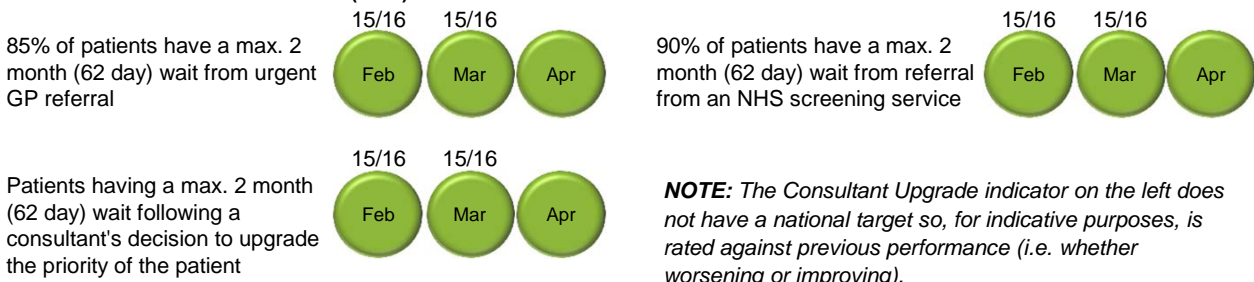 15/16 15/16
85% of patients have a max. 2
month (62 day) wait from urgent
GP referral
Feb Mar Apr
15/16 15/16
90% of patients have a max. 2
month (62 day) wait from referral
from an NHS screening service
Feb Mar Apr
15/16 15/16
Patients having a max. 2 month
(62 day) wait following a
consultant's decision to upgrade
the priority of the patient
Feb Mar Apr
NOTE: The Consultant Upgrade indicator on the left does
not have a national target so, for indicative purposes, is
rated against previous performance (i.e. whether
worsening or improving).